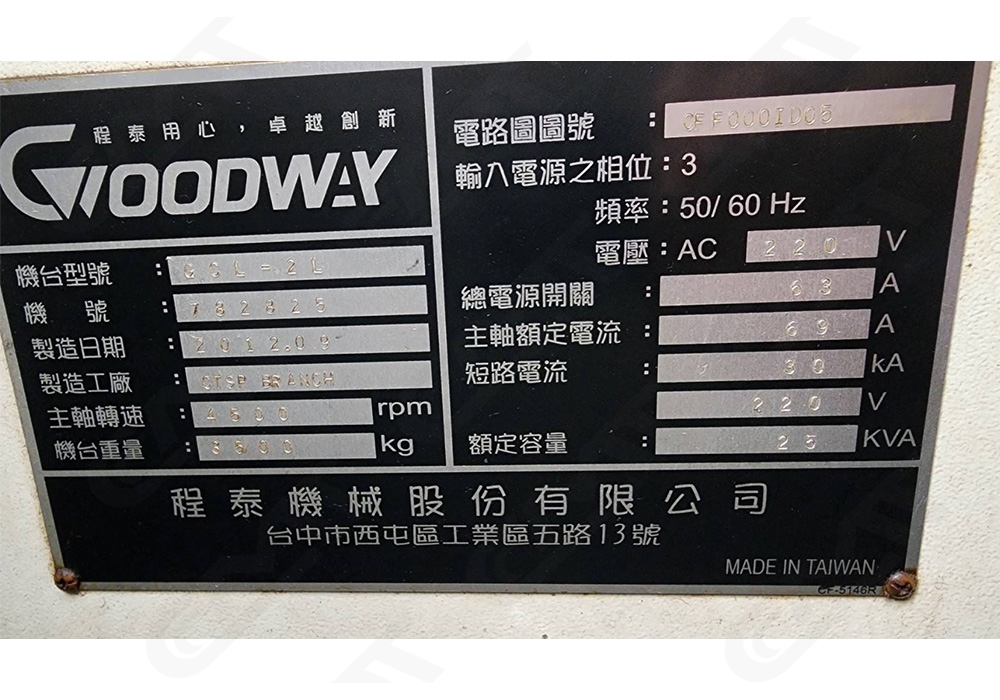 程泰用心，卓越創新
GOODWAY
機台型號：GCL-2L
機號：782825
製造日期：2012.09
製造工廠：CTSP BRANCH
主軸轉速：4500 rpm
機台重量：3500 kg
電路圖圖號：CFF000ID05
輸入電源之相位：3
頻率：50/ 60 Hz
電壓：AC 220 V
總電源開關：63 A
主軸額定電流：69 A
短路電流：30 kA
220 V
額定容量：25 KVA
程泰機械股份有限公司
台中市西屯區工業區五路13號
MADE IN TAIWAN
CF-5146R